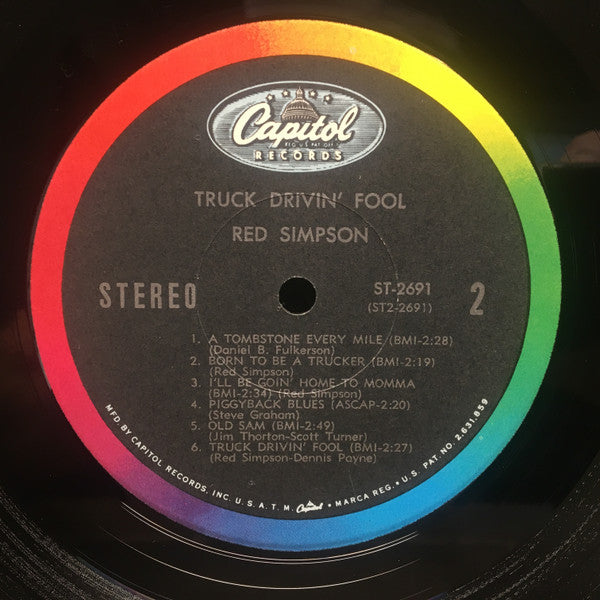 Capitol
REG. U.S. PAT. OFF.
RECORDS
TRUCK DRIVIN' FOOL
RED SIMPSON
STEREO
ST-2691
(ST2-2691)
2
1. A TOMBSTONE EVERY MILE (BMI-2:28)
(Daniel B. Fulkerson)
2. BORN TO BE A TRUCKER (BMI-2:19)
(Red Simpson)
3. I'LL BE GOIN' HOME TO MOMMA
(BMI-2:34) (Red Simpson)
4. PIGGYBACK BLUES (ASCAP-2:20)
(Steve Graham)
5. OLD SAM (BMI-2:49)
(Jim Thorton-Scott Turner)
6. TRUCK DRIVIN' FOOL (BMI-2:27)
(Red Simpson-Dennis Payne)
MFD. BY CAPITOL RECORDS, INC. U.S.A. T.M. Capitol • MARCA REG. • U.S. PAT. NO. 2,631,859